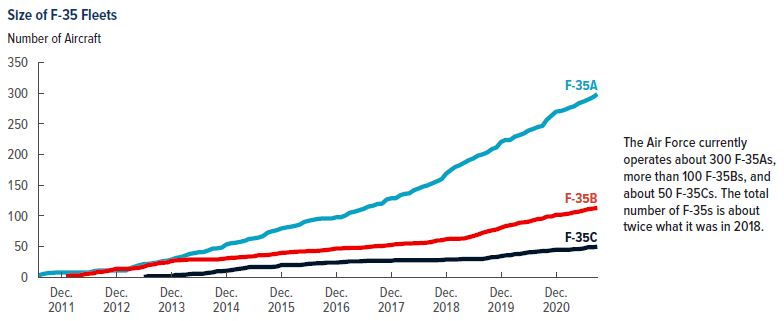 Size of F-35 Fleets
Number of Aircraft
350
300
250
200
150
100
50
0
F-35A
F-35B
F-35C
Dec. Dec. Dec. Dec. Dec. Dec. Dec. Dec. Dec. Dec.
2011 2012 2013 2014 2015 2016 2017 2018 2019 2020
The Air Force currently
operates about 300 F-35As,
more than 100 F-35Bs, and
about 50 F-35Cs. The total
number of F-35s is about
twice what it was in 2018.